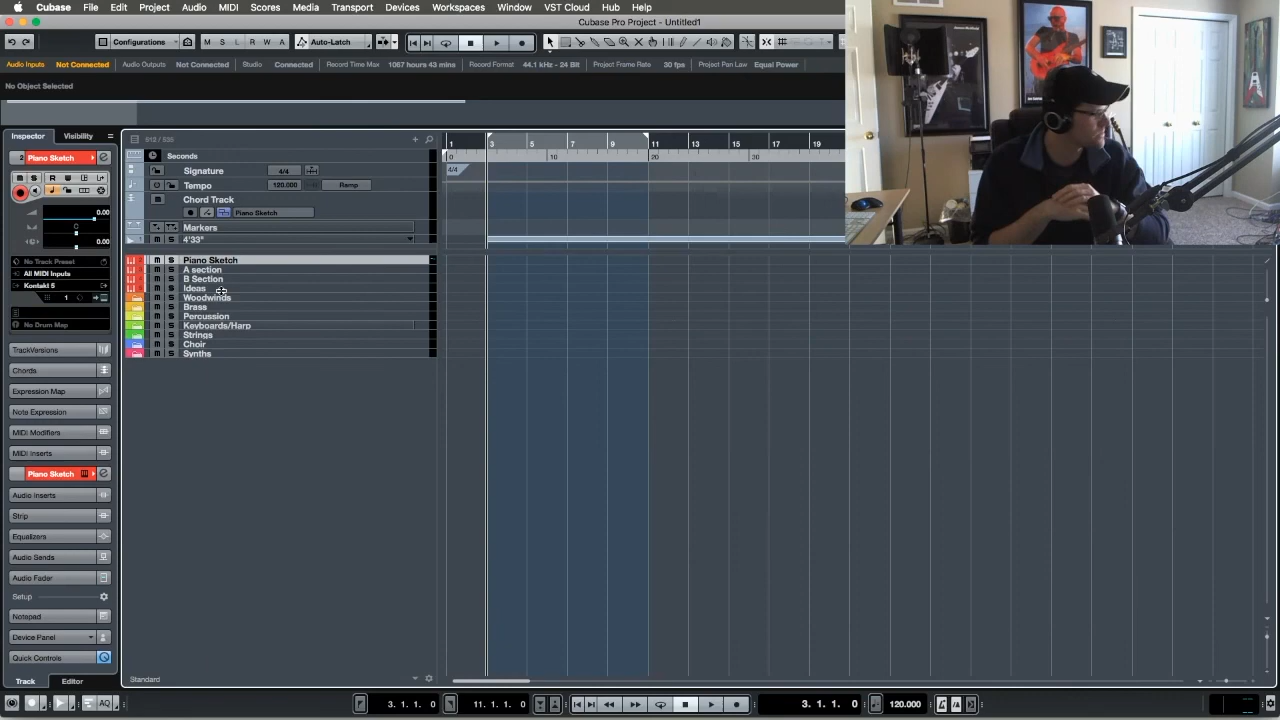 Cubase File Edit Project Audio MIDI Scores Media Transport Devices Workspaces Window VST Cloud Hub Help
Cubase Pro Project - Untitled1
Configurations M S L R W A Auto-Latch
Audio Inputs Not Connected Audio Outputs Not Connected Studio Connected Record Time Max 1067 hours 43 mins Record Format 44.1 kHz - 24 Bit Project Frame Rate 30 fps Project Pan Law Equal Power
No Object Selected
Inspector Visibility
2 Piano Sketch
M S R W
0.00
C
0.00
No Track Preset
All MIDI Inputs
Kontakt 5
1
No Drum Map
TrackVersions
Chords
Expression Map
Note Expression
MIDI Modifiers
MIDI Inserts
Piano Sketch
Audio Inserts
Strip
Equalizers
Audio Sends
Audio Fader
Setup
Notepad
Device Panel
Quick Controls
Track Editor
512 / 535
Seconds
Signature 4/4
Tempo 120.000 Ramp
Chord Track
Piano Sketch
Markers
M S 4'33"
M S Piano Sketch
M S A section
M S B Section
M S Ideas
M S Woodwinds
M S Brass
M S Percussion
M S Keyboards/Harp
M S Strings
M S Choir
M S Synths
1 3 5 7 9 11 13 15 17 19
0 10 20 30
4/4
Standard
AQ 3. 1. 1. 0 11. 1. 1. 0 3. 1. 1. 0 120.000